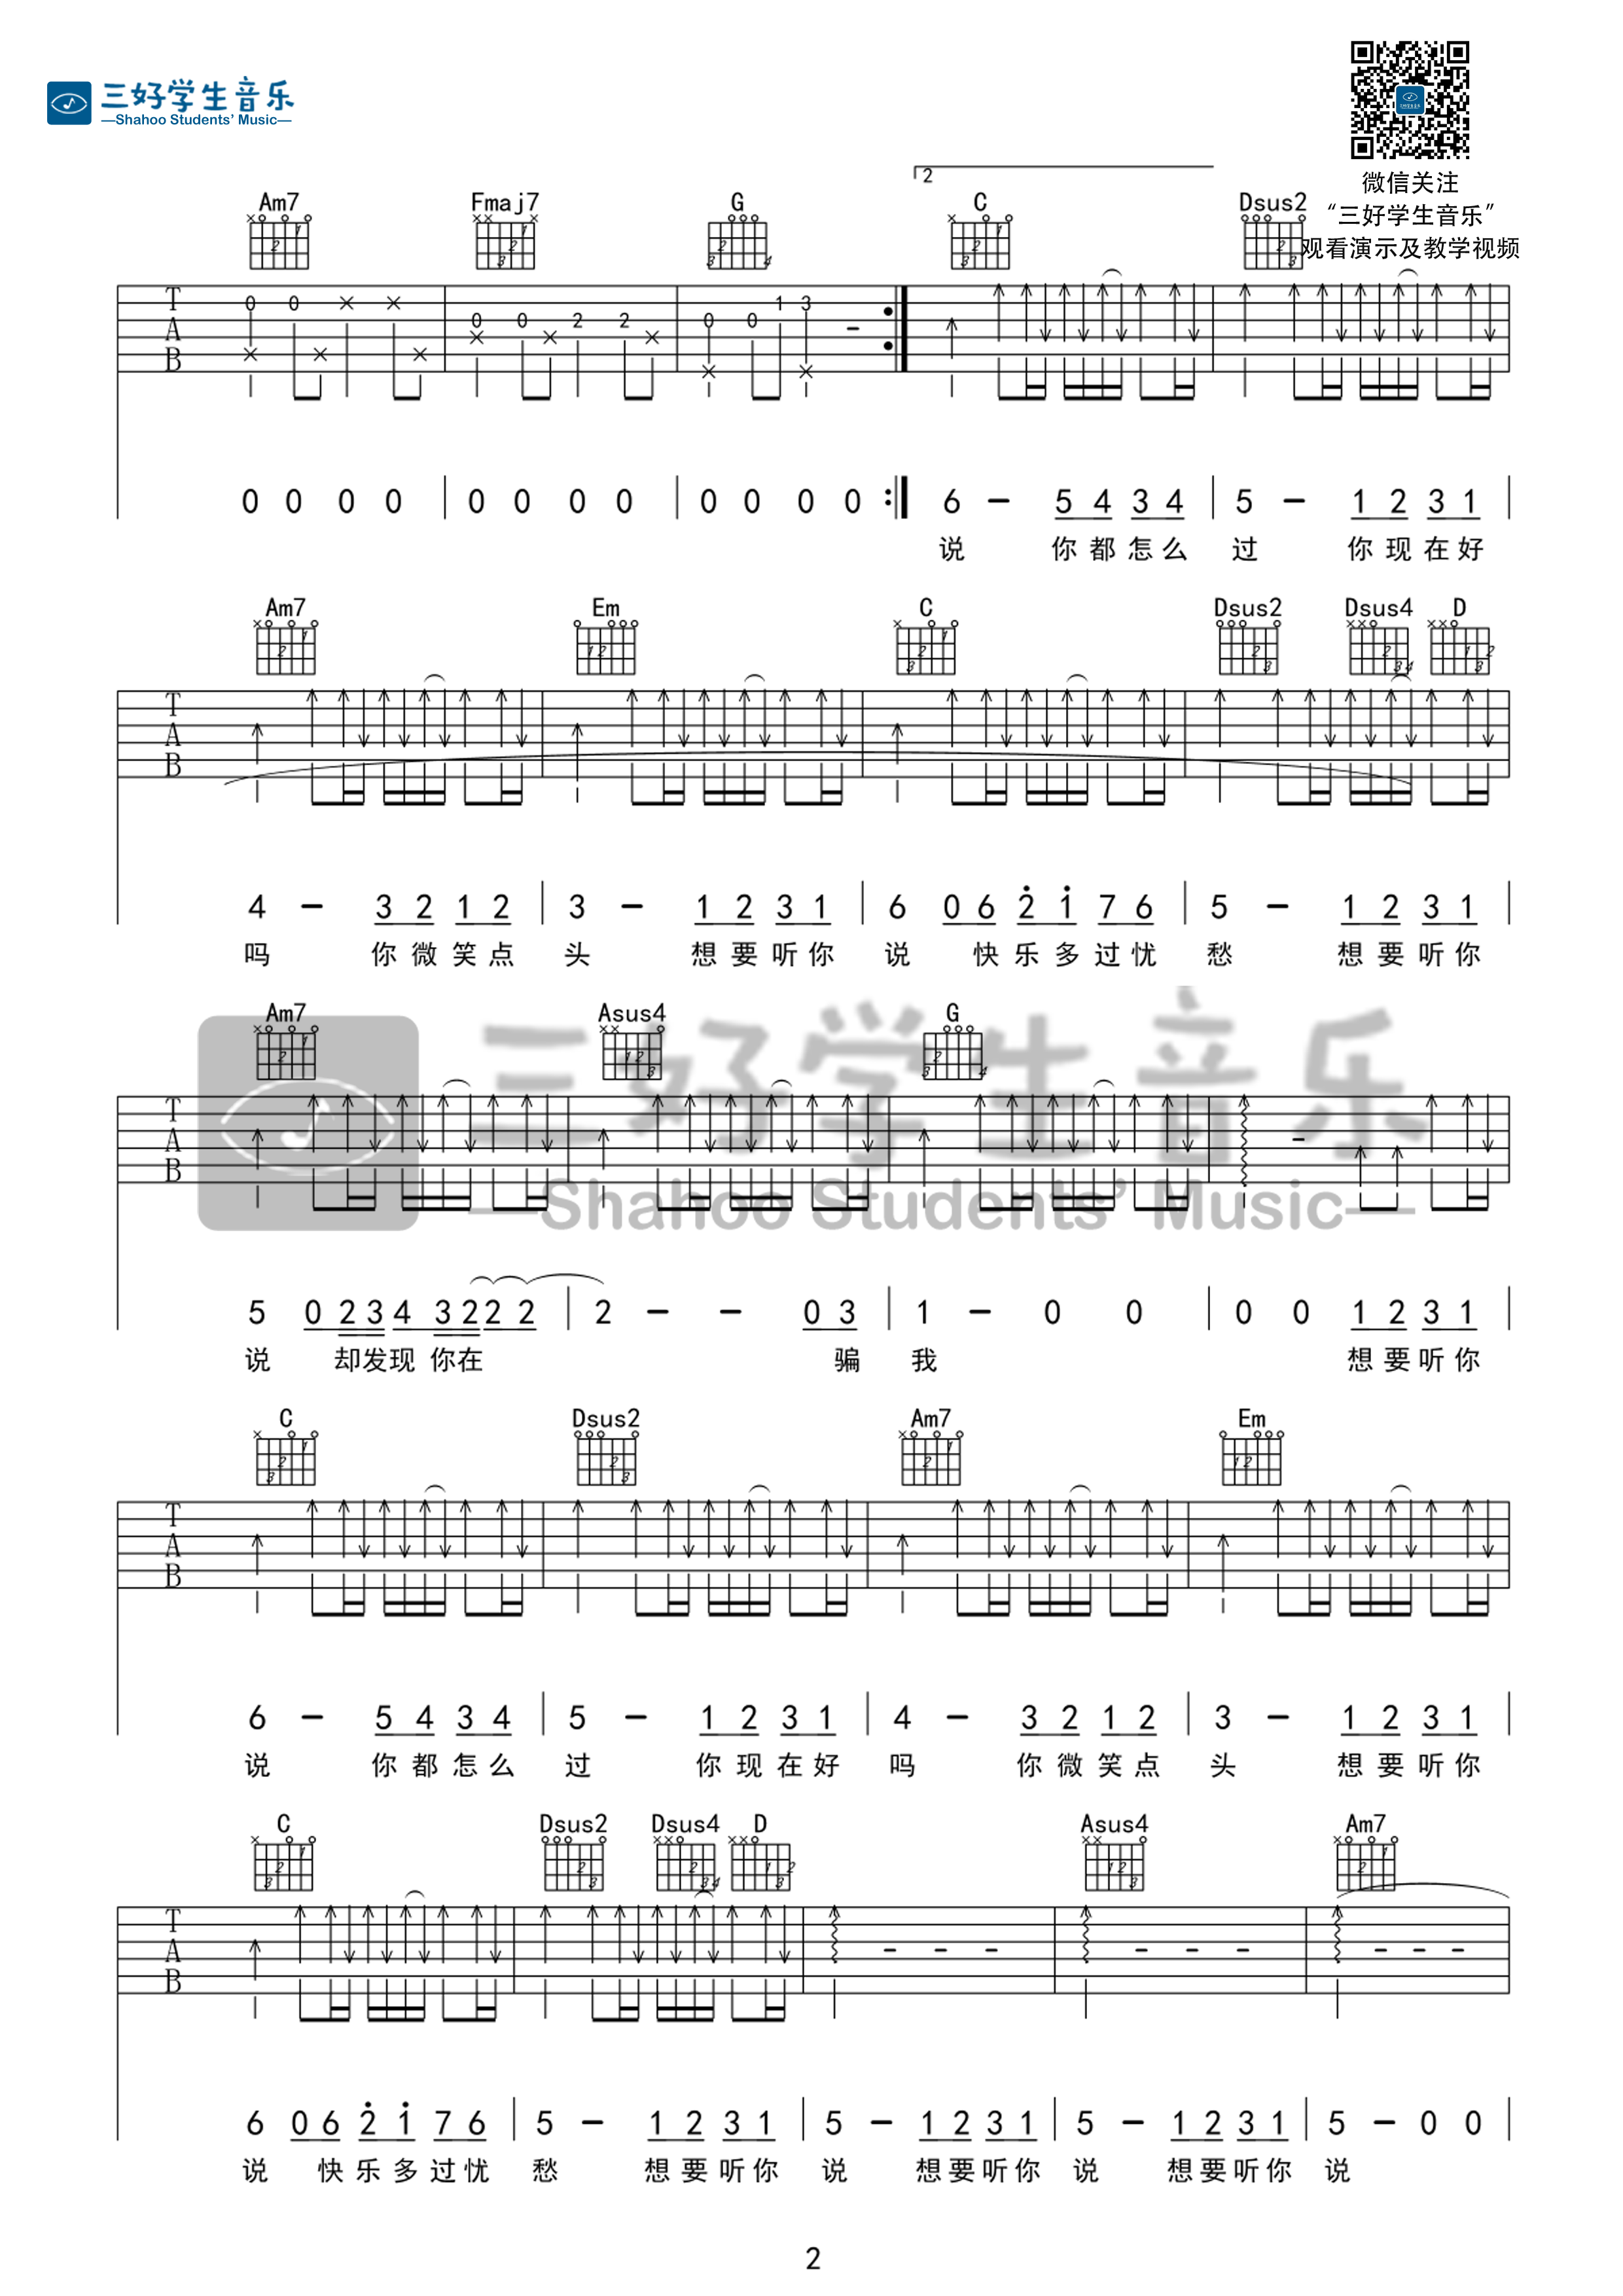 三好学生音乐
—Shahoo Students' Music—
微信关注
“三好学生音乐”
观看演示及教学视频
2
Am7 Fmaj7 G C Dsus2
T A B
0 0 0 0 | 0 0 0 0 | 0 0 0 0 :| 6 - 5 4 3 4 | 5 - 1 2 3 1 |
说 你 都 怎 么 过 你 现 在 好
Am7 Em C Dsus2 Dsus4 D
T A B
4 - 3 2 1 2 | 3 - 1 2 3 1 | 6 0 6 2 1 7 6 | 5 - 1 2 3 1 |
吗 你 微 笑 点 头 想 要 听 你 说 快 乐 多 过 忧 愁 想 要 听 你
三好学生音乐
—Shahoo Students' Music—
Am7 Asus4 G
T A B
5 0 2 3 4 3 2 2 2 | 2 - - 0 3 | 1 - 0 0 | 0 0 1 2 3 1 |
说 却 发 现 你 在 骗 我 想 要 听 你
C Dsus2 Am7 Em
T A B
6 - 5 4 3 4 | 5 - 1 2 3 1 | 4 - 3 2 1 2 | 3 - 1 2 3 1 |
说 你 都 怎 么 过 你 现 在 好 吗 你 微 笑 点 头 想 要 听 你
C Dsus2 Dsus4 D Asus4 Am7
T A B
6 0 6 2 1 7 6 | 5 - 1 2 3 1 | 5 - 1 2 3 1 | 5 - 1 2 3 1 | 5 - 0 0 |
说 快 乐 多 过 忧 愁 想 要 听 你 说 想 要 听 你 说 想 要 听 你 说
2